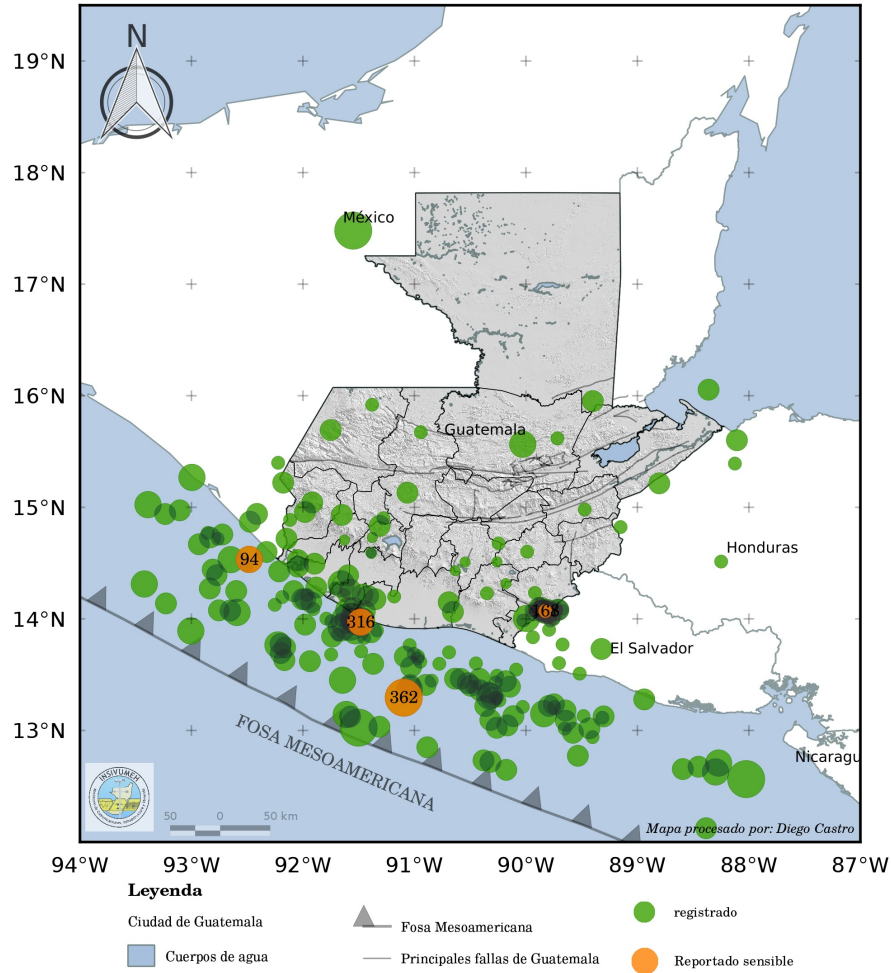 N
19°N
18°N
México
17°N
16°N
Guatemala
15°N
94
Honduras
168
14°N
316
El Salvador
362
13°N
FOSA MESOAMERICANA
Nicaragu
INSIVUMEH
50 0 50 km
Mapa procesado por: Diego Castro
94°W 93°W 92°W 91°W 90°W 89°W 88°W 87°W
Leyenda
Ciudad de Guatemala
Fosa Mesoamericana
registrado
Cuerpos de agua
Principales fallas de Guatemala
Reportado sensible